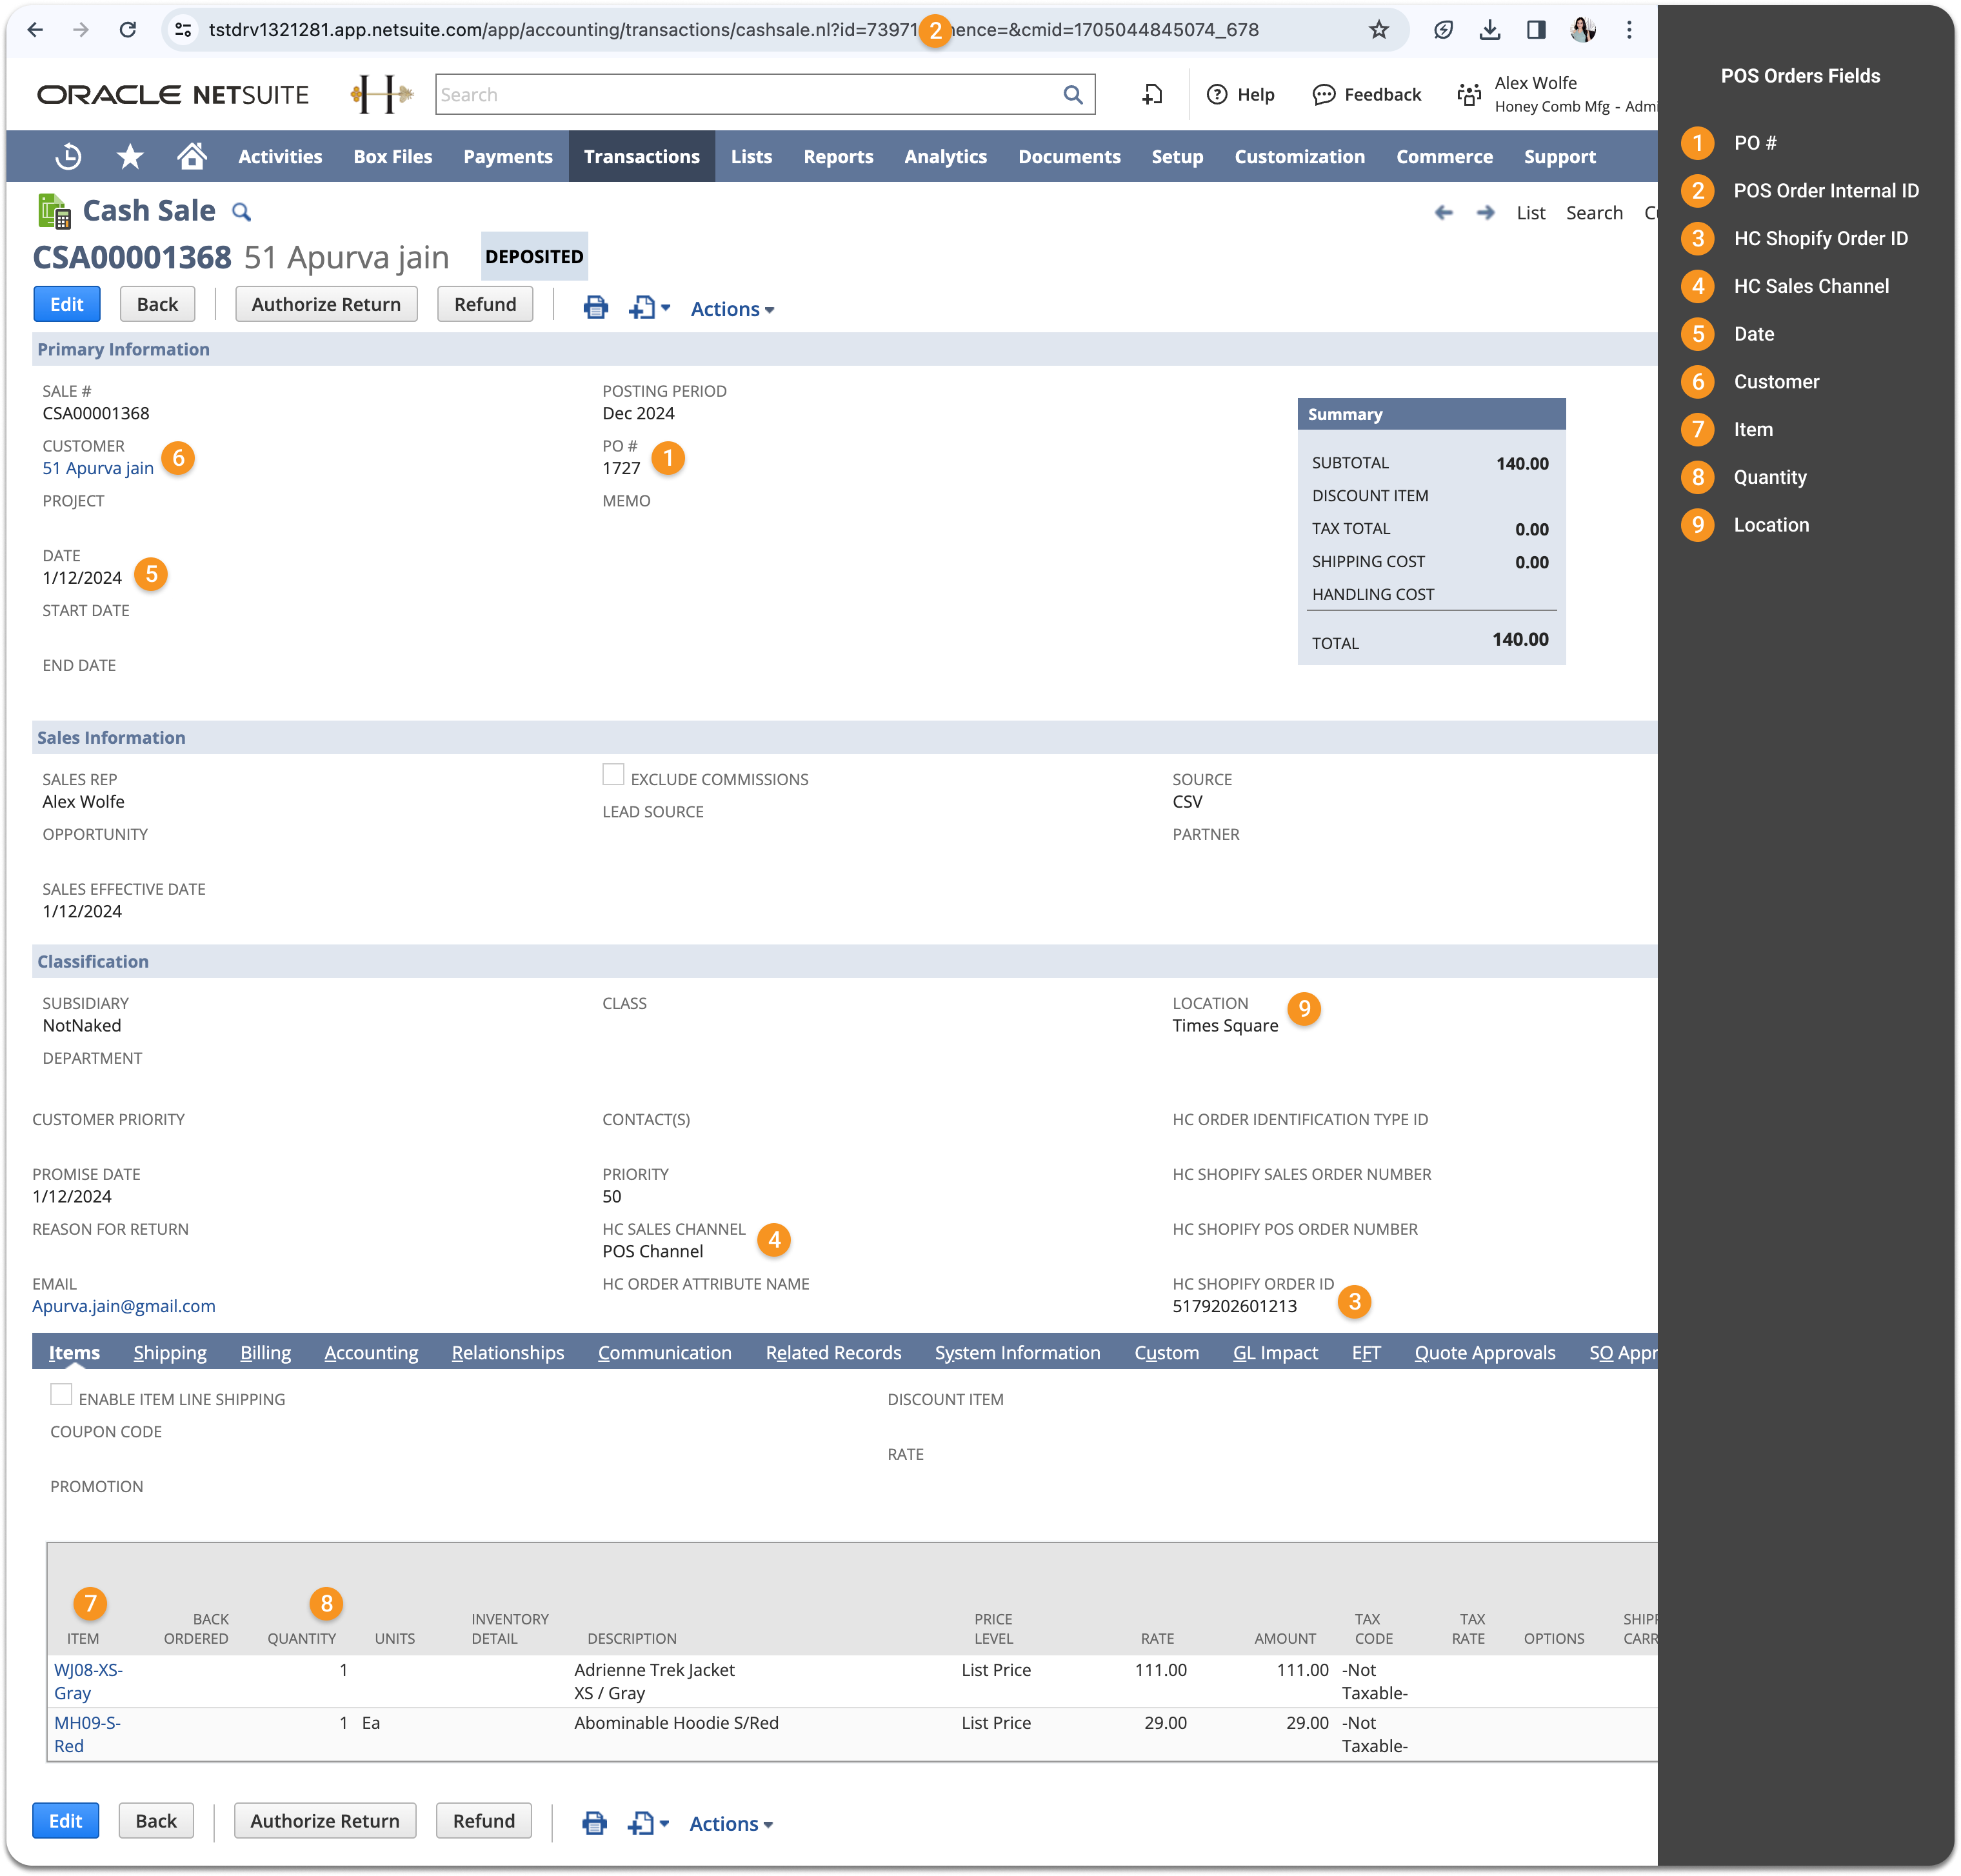 tstdrv1321281.app.netsuite.com/app/accounting/transactions/cashsale.nl?id=73971 2 ence=&cmid=1705044845074_678
ORACLE NETSUITE
H
Search
Help
Feedback
Alex Wolfe
Honey Comb Mfg - Admi
Activities Box Files Payments Transactions Lists Reports Analytics Documents Setup Customization Commerce Support
Cash Sale
List Search Cu
CSA00001368 51 Apurva jain DEPOSITED
Edit Back Authorize Return Refund Actions
Primary Information
SALE #
CSA00001368
CUSTOMER
51 Apurva jain 6
PROJECT
DATE
1/12/2024 5
START DATE
END DATE
POSTING PERIOD
Dec 2024
PO #
1727 1
MEMO
Summary
SUBTOTAL 140.00
DISCOUNT ITEM
TAX TOTAL 0.00
SHIPPING COST 0.00
HANDLING COST
TOTAL 140.00
Sales Information
SALES REP
Alex Wolfe
OPPORTUNITY
SALES EFFECTIVE DATE
1/12/2024
EXCLUDE COMMISSIONS
LEAD SOURCE
SOURCE
CSV
PARTNER
Classification
SUBSIDIARY
NotNaked
DEPARTMENT
CLASS
LOCATION
Times Square 9
CUSTOMER PRIORITY
PROMISE DATE
1/12/2024
REASON FOR RETURN
EMAIL
Apurva.jain@gmail.com
CONTACT(S)
PRIORITY
50
HC SALES CHANNEL
POS Channel 4
HC ORDER ATTRIBUTE NAME
HC ORDER IDENTIFICATION TYPE ID
HC SHOPIFY SALES ORDER NUMBER
HC SHOPIFY POS ORDER NUMBER
HC SHOPIFY ORDER ID
5179202601213 3
Items Shipping Billing Accounting Relationships Communication Related Records System Information Custom GL Impact EFT Quote Approvals SO Appr
ENABLE ITEM LINE SHIPPING
COUPON CODE
PROMOTION
DISCOUNT ITEM
RATE
7 8
ITEM BACK ORDERED QUANTITY UNITS INVENTORY DETAIL DESCRIPTION PRICE LEVEL RATE AMOUNT TAX CODE TAX RATE OPTIONS SHIPP CARR
WJ08-XS- 1 Adrienne Trek Jacket List Price 111.00 111.00 -Not
Gray XS / Gray Taxable-
MH09-S- 1 Ea Abominable Hoodie S/Red List Price 29.00 29.00 -Not
Red Taxable-
Edit Back Authorize Return Refund Actions
POS Orders Fields
1 PO #
2 POS Order Internal ID
3 HC Shopify Order ID
4 HC Sales Channel
5 Date
6 Customer
7 Item
8 Quantity
9 Location